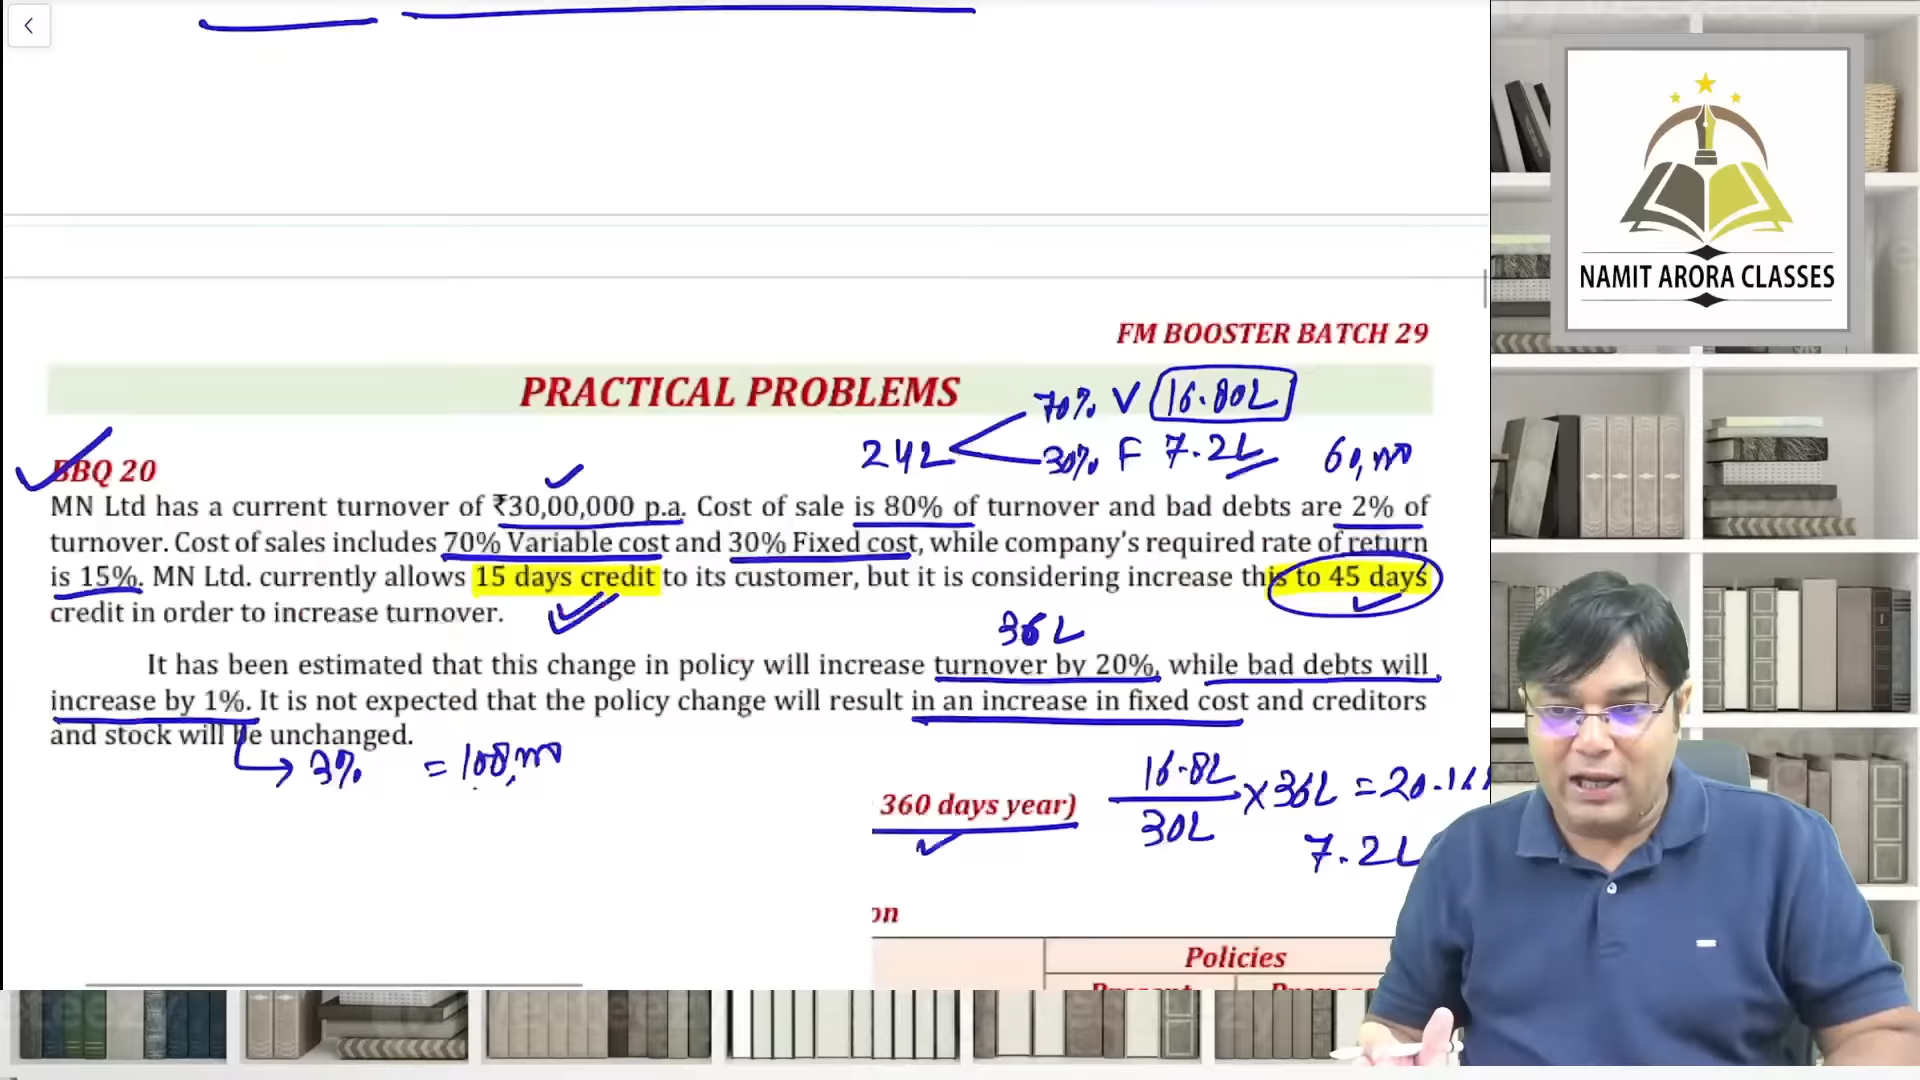 FM BOOSTER BATCH 29
PRACTICAL PROBLEMS
70% V 16.80L
24L
30% F 7.2L 60,000
BBQ 20
MN Ltd has a current turnover of ₹30,00,000 p.a. Cost of sale is 80% of turnover and bad debts are 2% of
turnover. Cost of sales includes 70% Variable cost and 30% Fixed cost, while company's required rate of return
is 15%. MN Ltd. currently allows 15 days credit to its customer, but it is considering increase this to 45 days
credit in order to increase turnover.
36L
It has been estimated that this change in policy will increase turnover by 20%, while bad debts will
increase by 1%. It is not expected that the policy change will result in an increase in fixed cost and creditors
and stock will be unchanged.
3% = 108,000
360 days year)
16.8L
30L
×36L =20.16
7.2L
on
Policies
NAMIT ARORA CLASSES